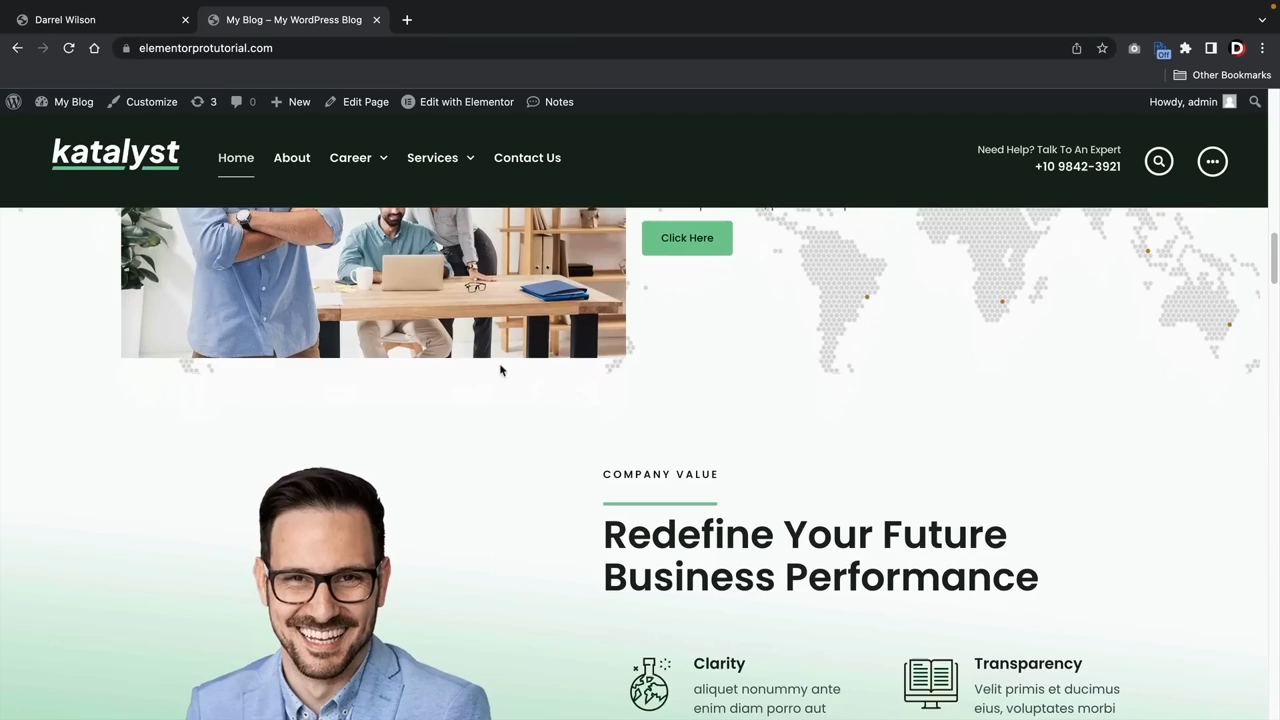 Darrel Wilson
My Blog – My WordPress Blog
elementorprotutorial.com
Off
D
Other Bookmarks
My Blog
Customize
3
0
New
Edit Page
Edit with Elementor
Notes
Howdy, admin
katalyst
Home
About
Career
Services
Contact Us
Need Help? Talk To An Expert
+10 9842-3921
Click Here
COMPANY VALUE
Redefine Your Future
Business Performance
Clarity
aliquet nonummy ante
enim diam porro aut
Transparency
Velit primis et ducimus
eius, voluptates morbi